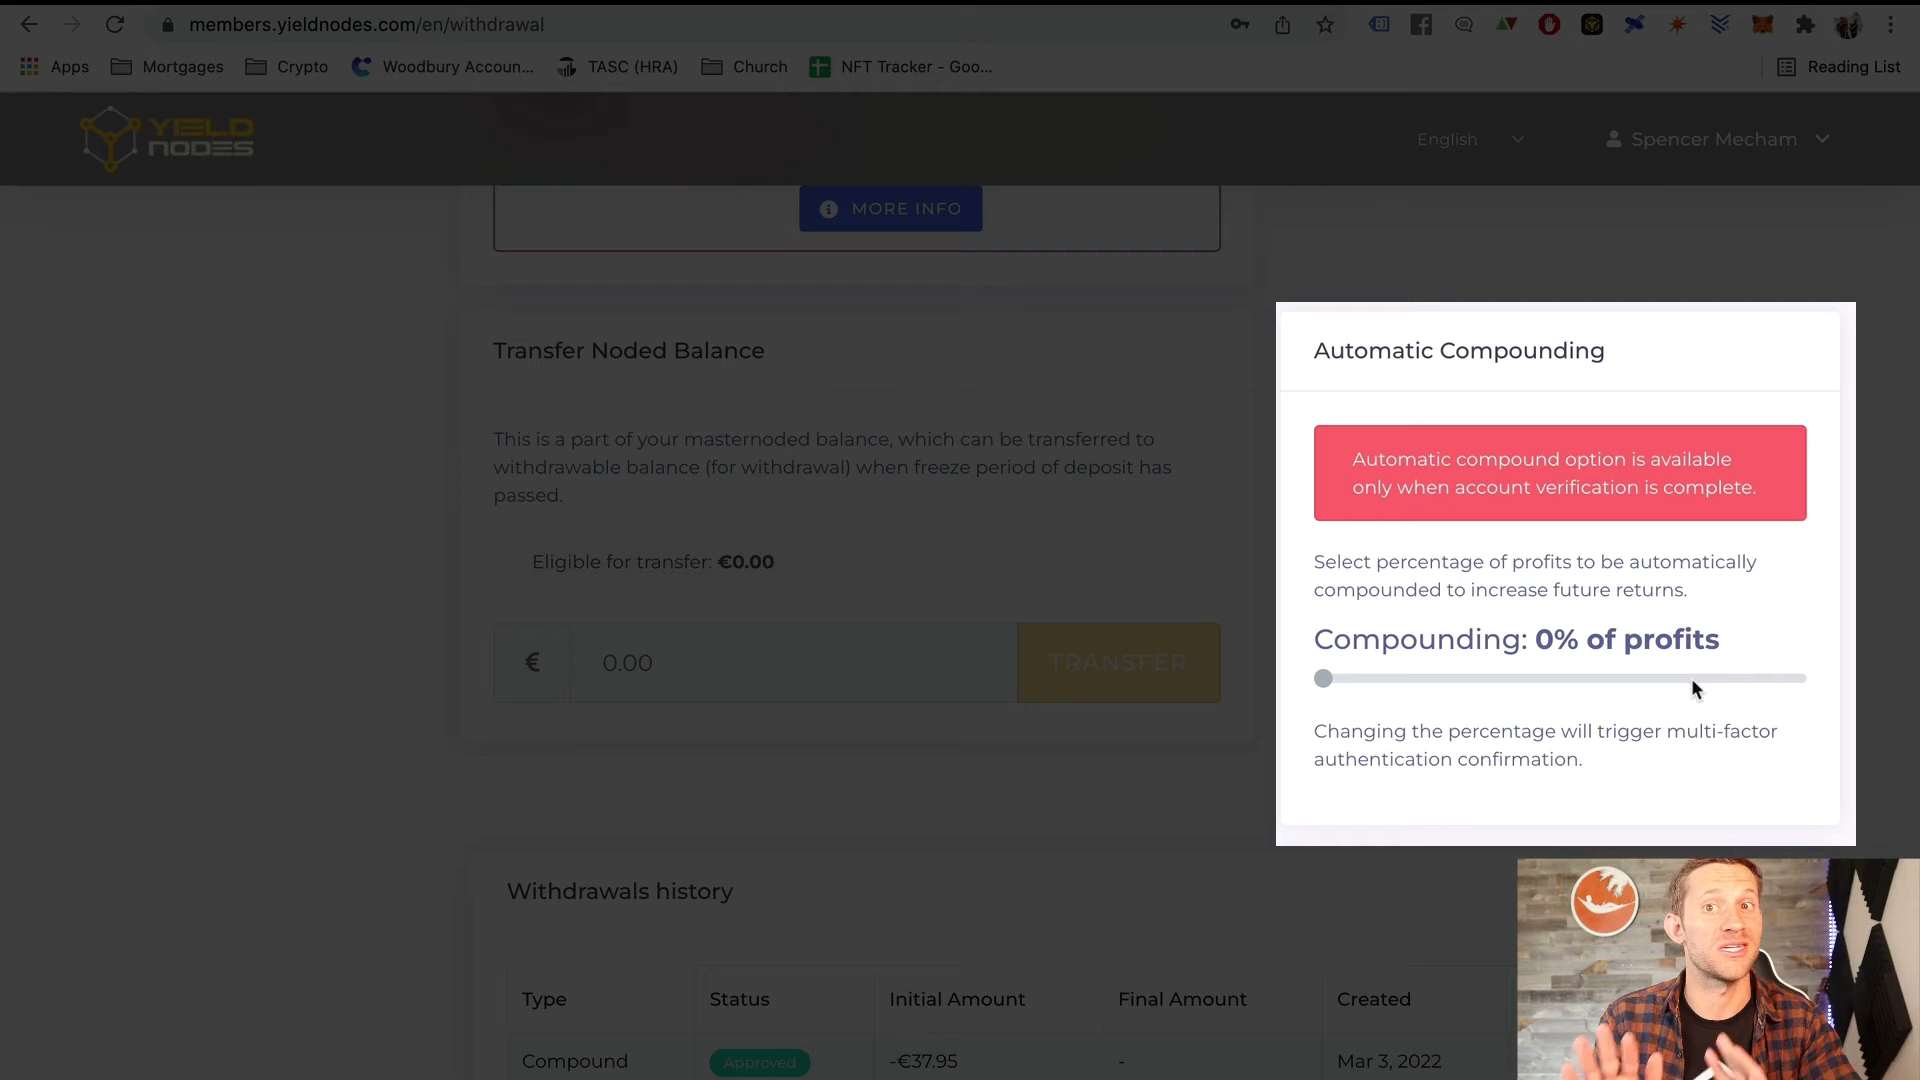 members.yieldnodes.com/en/withdrawal
Apps
Mortgages
Crypto
Woodbury Accoun...
TASC (HRA)
Church
NFT Tracker - Goo...
Reading List
YIELD
NODES
English
Spencer Mecham
MORE INFO
Transfer Noded Balance
This is a part of your masternoded balance, which can be transferred to
withdrawable balance (for withdrawal) when freeze period of deposit has
passed.
Eligible for transfer: €0.00
€
0.00
TRANSFER
Automatic Compounding
Automatic compound option is available
only when account verification is complete.
Select percentage of profits to be automatically
compounded to increase future returns.
Compounding: 0% of profits
Changing the percentage will trigger multi-factor
authentication confirmation.
Withdrawals history
Type Status Initial Amount Final Amount Created
Compound Approved -€37.95 - Mar 3, 2022